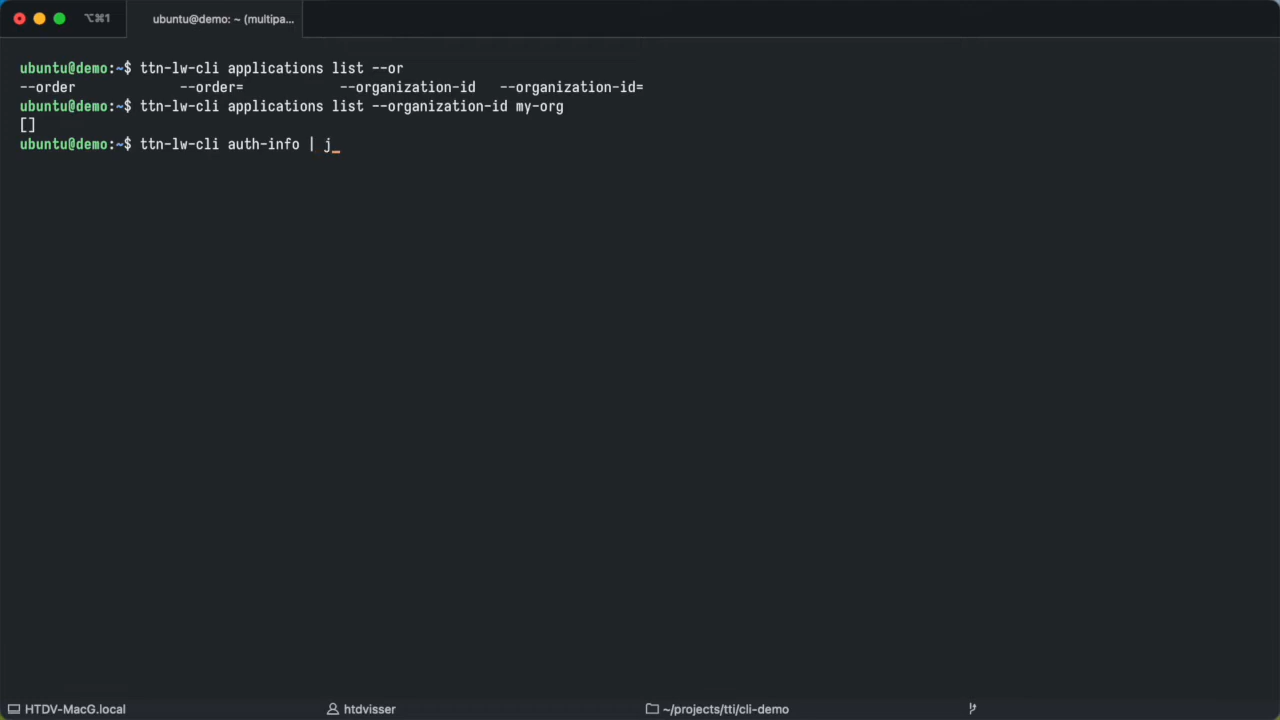 ⌥⌘1
ubuntu@demo: ~ (multipa...
ubuntu@demo:~$ ttn-lw-cli applications list --or
--order --order= --organization-id --organization-id=
ubuntu@demo:~$ ttn-lw-cli applications list --organization-id my-org
[]
ubuntu@demo:~$ ttn-lw-cli auth-info | j_
HTDV-MacG.local
htdvisser
~/projects/tti/cli-demo